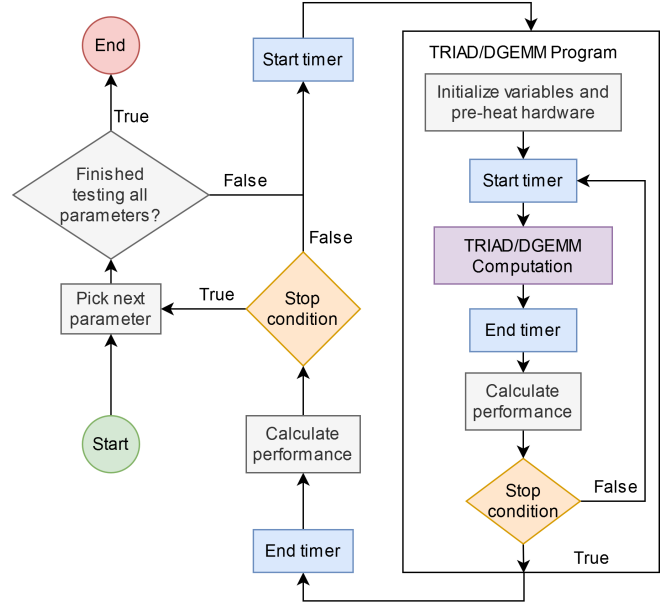 End
True
Finished
testing all
parameters?
False
Pick next
parameter
Start
Start timer
False
True
Stop
condition
Calculate
performance
End timer
TRIAD/DGEMM Program
Initialize variables and
pre-heat hardware
Start timer
TRIAD/DGEMM
Computation
End timer
Calculate
performance
Stop
condition
False
True